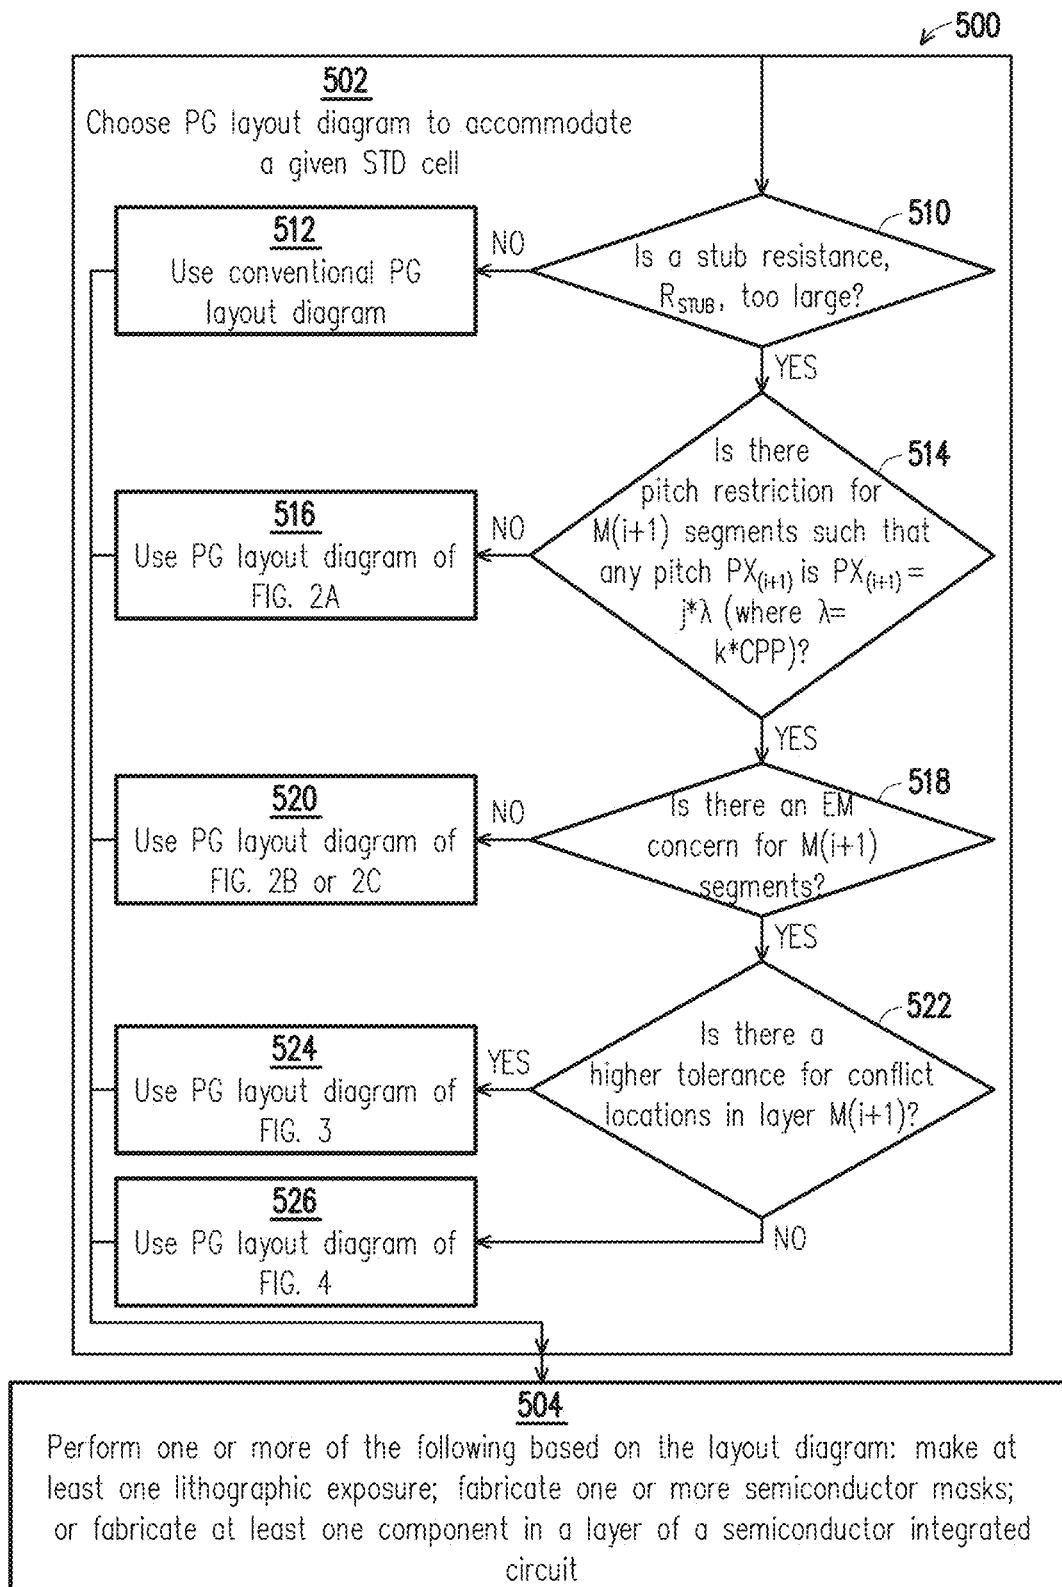 500
502
Choose PG layout diagram to accommodate
a given STD cell
510
Is a stub resistance,
R_STUB, too large?
NO
512
Use conventional PG
layout diagram
YES
514
Is there
pitch restriction for
M(i+1) segments such that
any pitch PX(i+1) is PX(i+1) =
j*λ (where λ=
k*CPP)?
NO
516
Use PG layout diagram of
FIG. 2A
YES
518
Is there an EM
concern for M(i+1)
segments?
NO
520
Use PG layout diagram of
FIG. 2B or 2C
YES
522
Is there a
higher tolerance for conflict
locations in layer M(i+1)?
YES
524
Use PG layout diagram of
FIG. 3
NO
526
Use PG layout diagram of
FIG. 4
504
Perform one or more of the following based on the layout diagram: make at
least one lithographic exposure; fabricate one or more semiconductor masks;
or fabricate at least one component in a layer of a semiconductor integrated
circuit